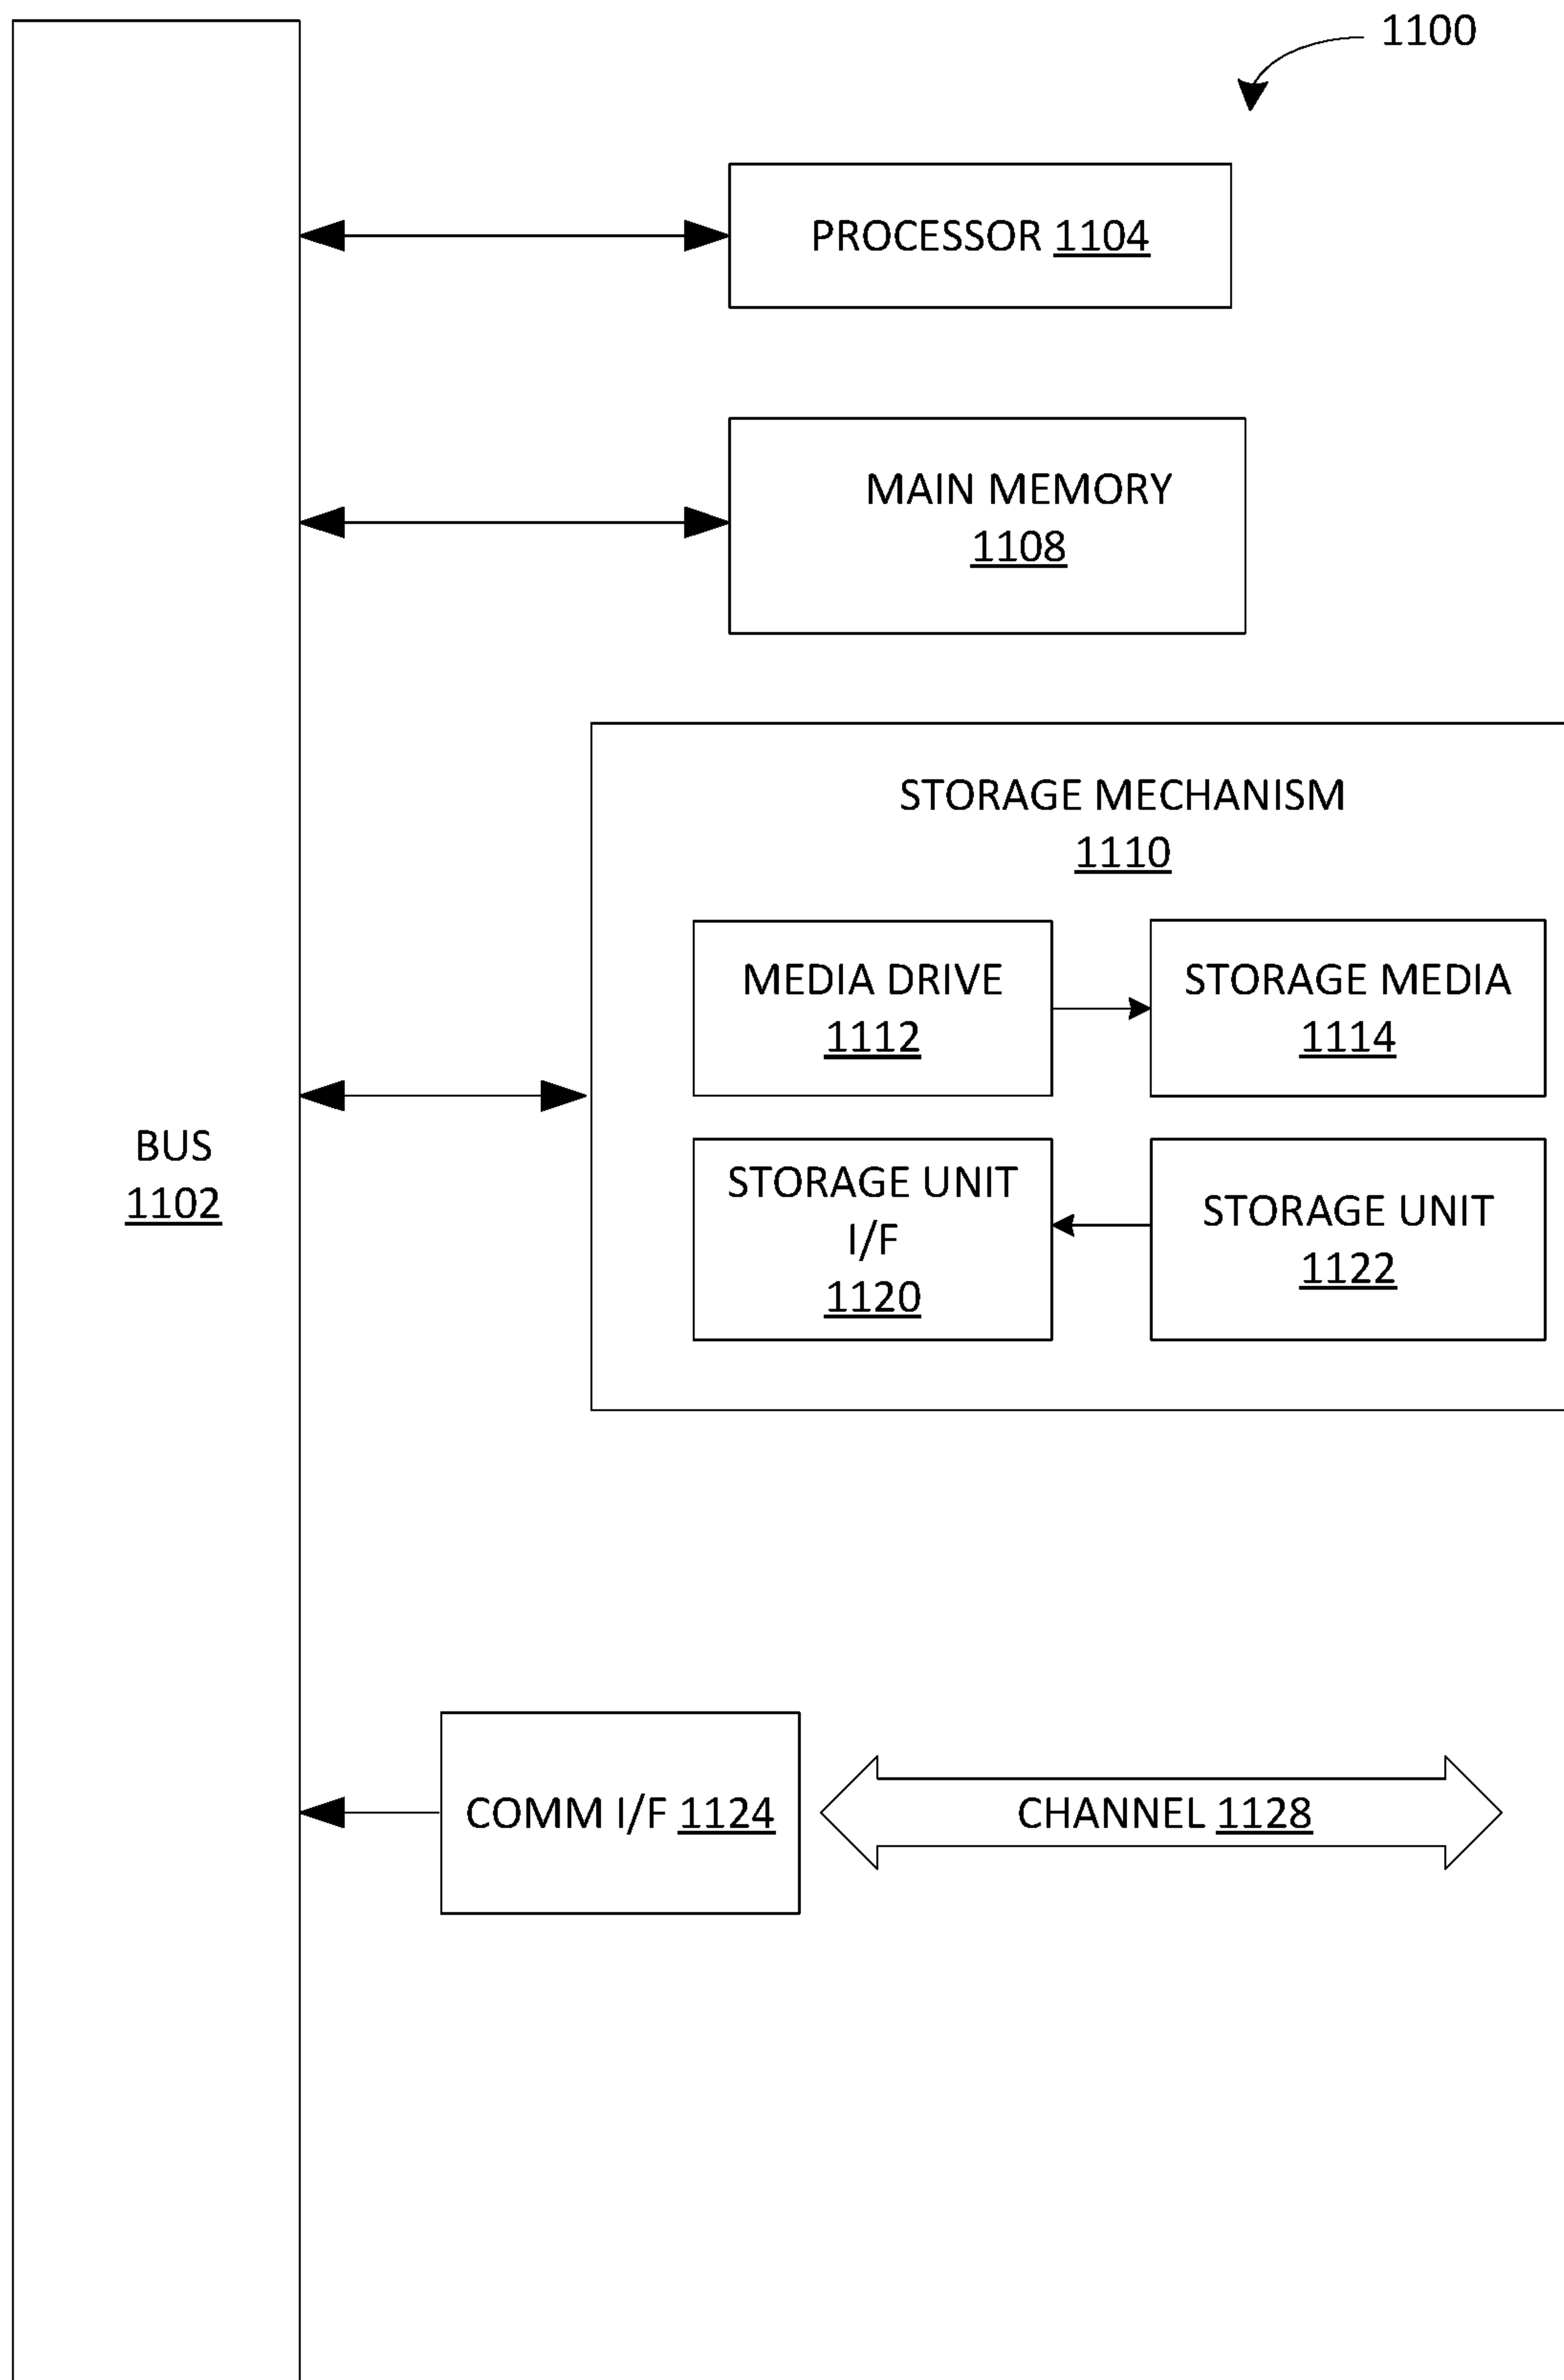 1100
PROCESSOR 1104
MAIN MEMORY
1108
STORAGE MECHANISM
1110
MEDIA DRIVE
1112
STORAGE MEDIA
1114
BUS
1102
STORAGE UNIT
I/F
1120
STORAGE UNIT
1122
COMM I/F 1124
CHANNEL 1128